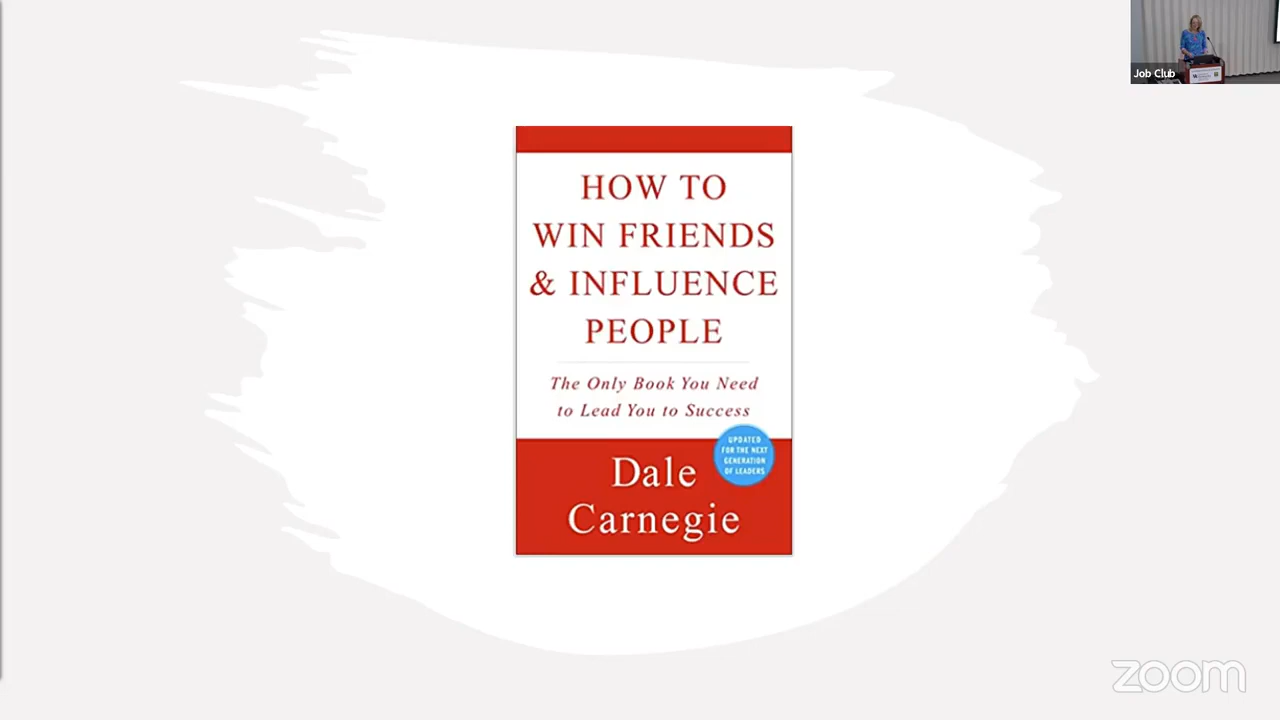 Job Club
HOW TO
WIN FRIENDS
& INFLUENCE
PEOPLE
The Only Book You Need
to Lead You to Success
UPDATED
FOR THE NEXT
GENERATION
OF LEADERS
Dale
Carnegie
zoom